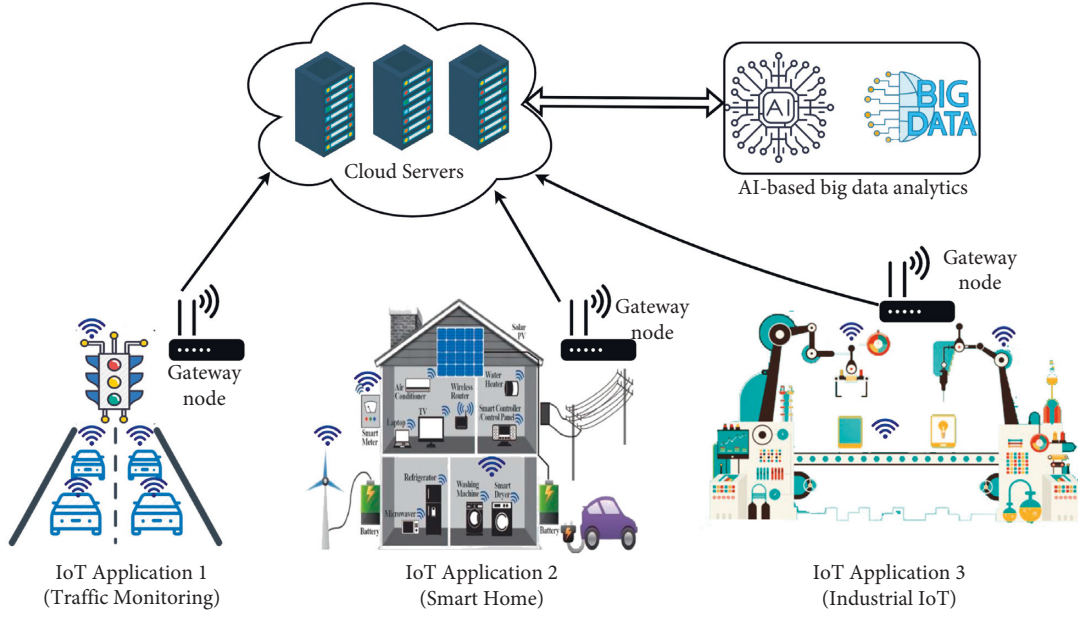 AI
BIG
DATA
Cloud Servers
AI-based big data analytics
Gateway
node
Gateway
node
Gateway
node
Solar
PV
Air
Conditioner
Wireless
Router
Water
Heater
TV
Laptop
Smart Controller
/Control Panel
Smart
Meter
Refrigerator
Washing
Machine
Smart
Dryer
Microwaver
Battery
Battery
IoT Application 1
(Traffic Monitoring)
IoT Application 2
(Smart Home)
IoT Application 3
(Industrial IoT)